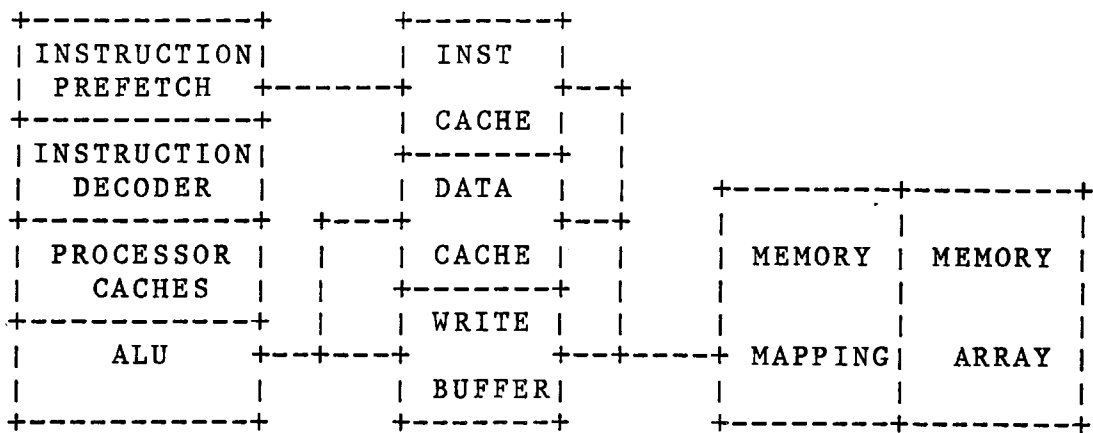 INSTRUCTION
PREFETCH
INSTRUCTION
DECODER
PROCESSOR
CACHES
ALU
INST
CACHE
DATA
CACHE
WRITE
BUFFER
MEMORY
MAPPING
MEMORY
ARRAY